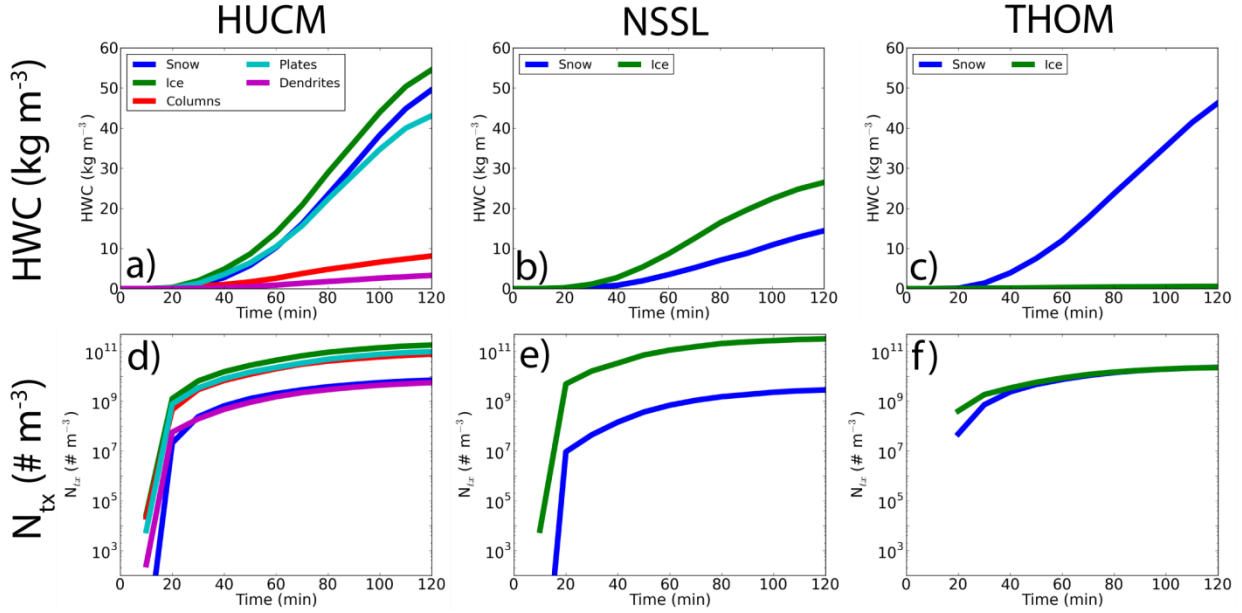 HUCM NSSL THOM
HWC (kg m⁻³)
60
50
40
30
20
10
0
HWC (kg m⁻³)
Snow Plates
Ice Dendrites
Columns
a)
0 20 40 60 80 100 120
Time (min)
60
50
40
30
20
10
0
HWC (kg m⁻³)
Snow Ice
b)
0 20 40 60 80 100 120
Time (min)
60
50
40
30
20
10
0
HWC (kg m⁻³)
Snow Ice
c)
0 20 40 60 80 100 120
Time (min)
Nₜₓ (# m⁻³)
10¹¹
10⁹
10⁷
10⁵
10³
Nₜₓ (# m⁻³)
d)
0 20 40 60 80 100 120
Time (min)
10¹¹
10⁹
10⁷
10⁵
10³
Nₜₓ (# m⁻³)
e)
0 20 40 60 80 100 120
Time (min)
10¹¹
10⁹
10⁷
10⁵
10³
Nₜₓ (# m⁻³)
f)
0 20 40 60 80 100 120
Time (min)